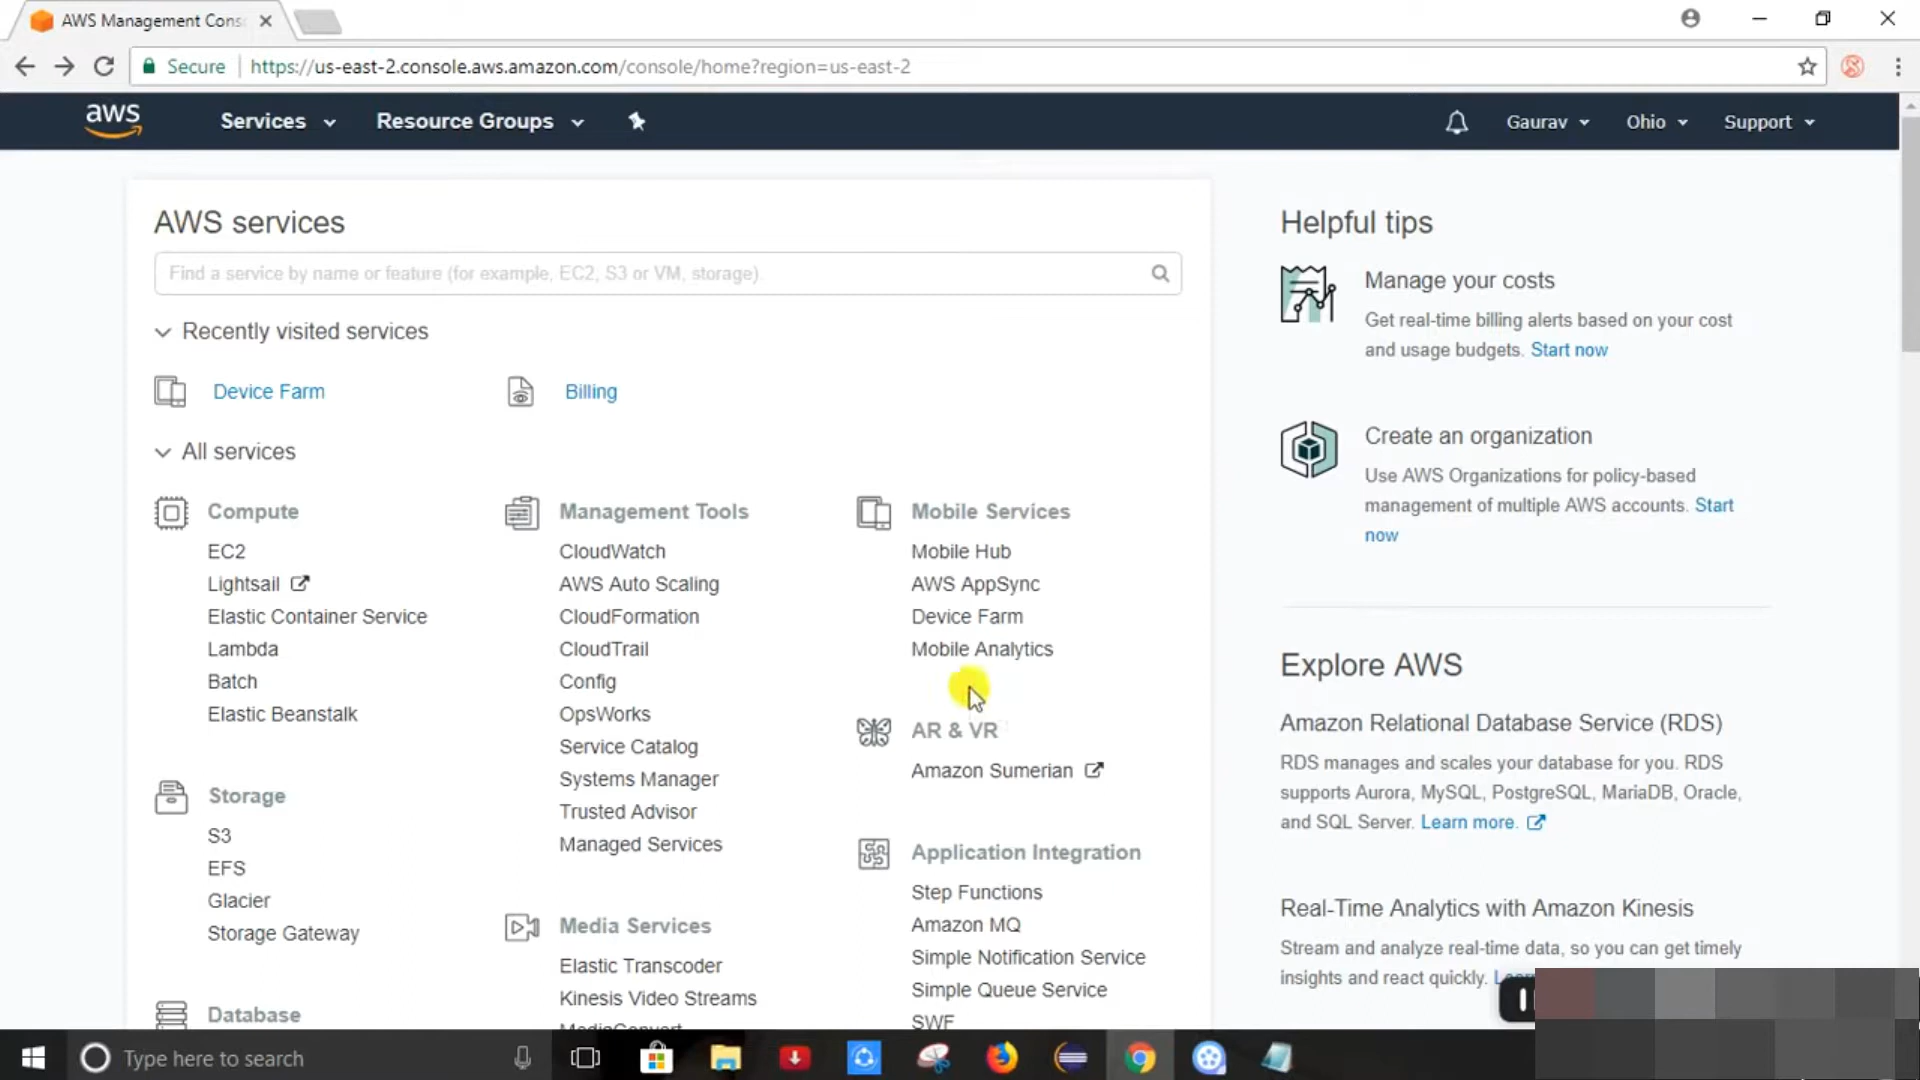 AWS Management Cons
Secure
https://us-east-2.console.aws.amazon.com/console/home?region=us-east-2
aws
Services
Resource Groups
Gaurav
Ohio
Support
AWS services
Find a service by name or feature (for example, EC2, S3 or VM, storage).
Recently visited services
Device Farm
Billing
All services
Compute
EC2
Lightsail
Elastic Container Service
Lambda
Batch
Elastic Beanstalk
Storage
S3
EFS
Glacier
Storage Gateway
Database
Management Tools
CloudWatch
AWS Auto Scaling
CloudFormation
CloudTrail
Config
OpsWorks
Service Catalog
Systems Manager
Trusted Advisor
Managed Services
Media Services
Elastic Transcoder
Kinesis Video Streams
MediaConvert
Mobile Services
Mobile Hub
AWS AppSync
Device Farm
Mobile Analytics
AR & VR
Amazon Sumerian
Application Integration
Step Functions
Amazon MQ
Simple Notification Service
Simple Queue Service
SWF
Helpful tips
Manage your costs
Get real-time billing alerts based on your cost
and usage budgets. Start now
Create an organization
Use AWS Organizations for policy-based
management of multiple AWS accounts. Start
now
Explore AWS
Amazon Relational Database Service (RDS)
RDS manages and scales your database for you. RDS
supports Aurora, MySQL, PostgreSQL, MariaDB, Oracle,
and SQL Server. Learn more.
Real-Time Analytics with Amazon Kinesis
Stream and analyze real-time data, so you can get timely
insights and react quickly.
Type here to search